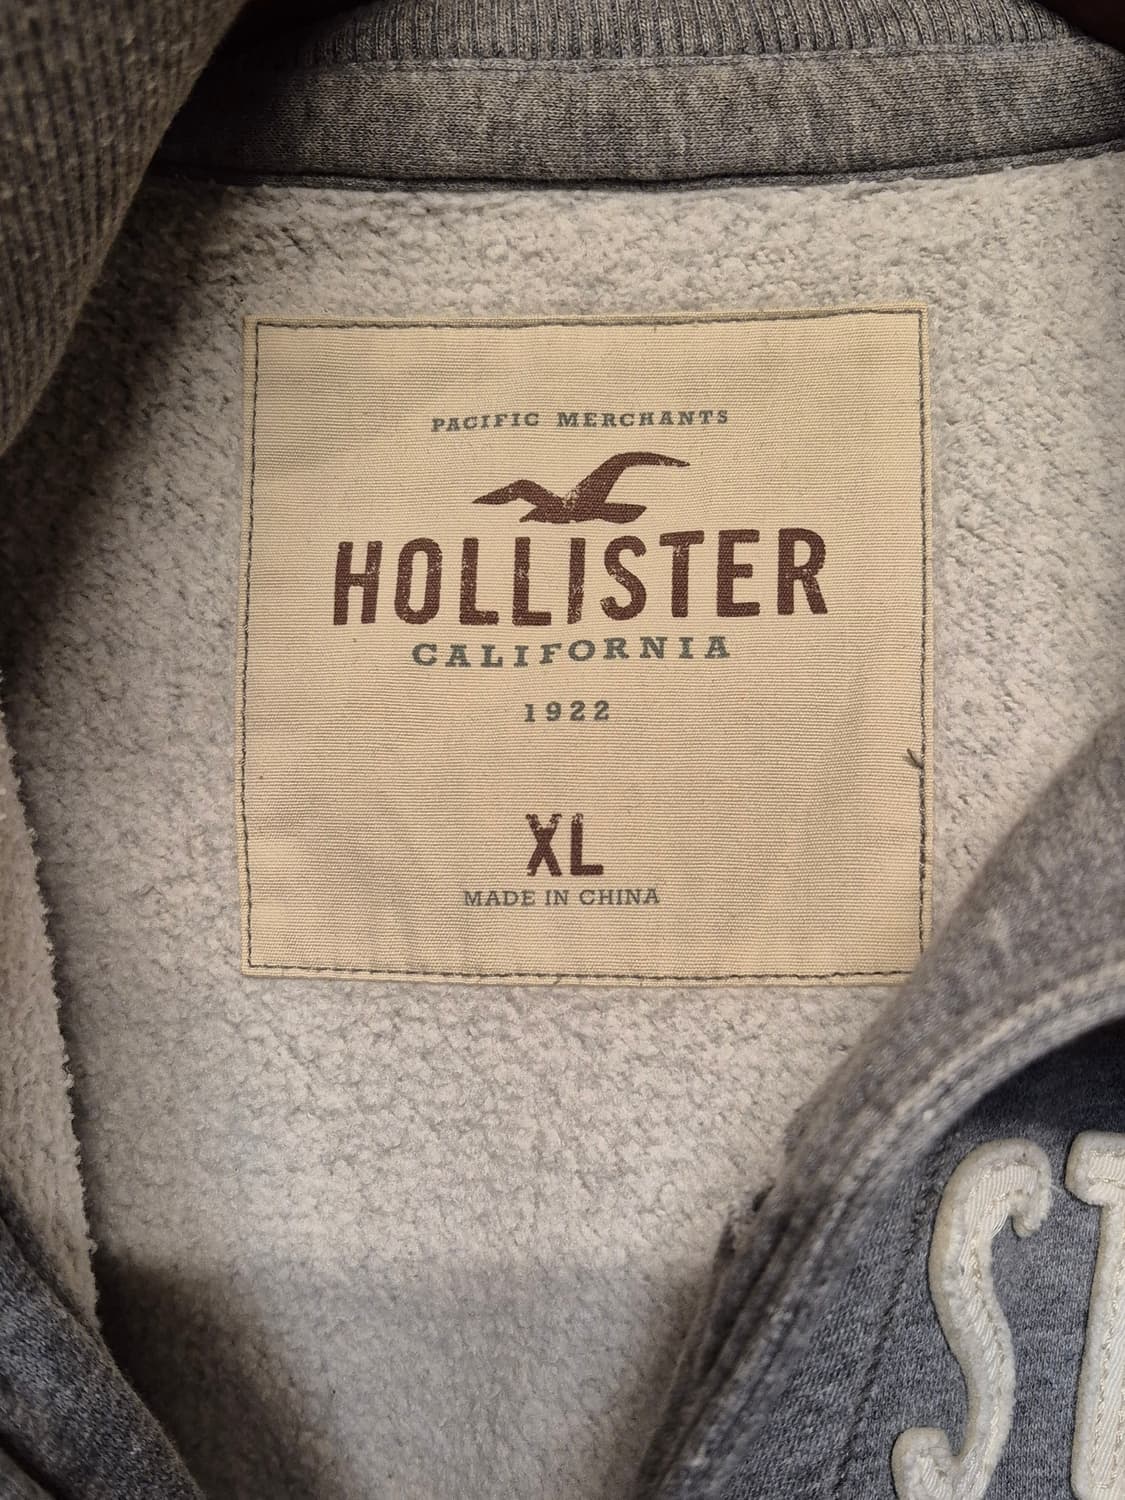 PACIFIC MERCHANTS
HOLLISTER
CALIFORNIA
1922
XL
MADE IN CHINA
S